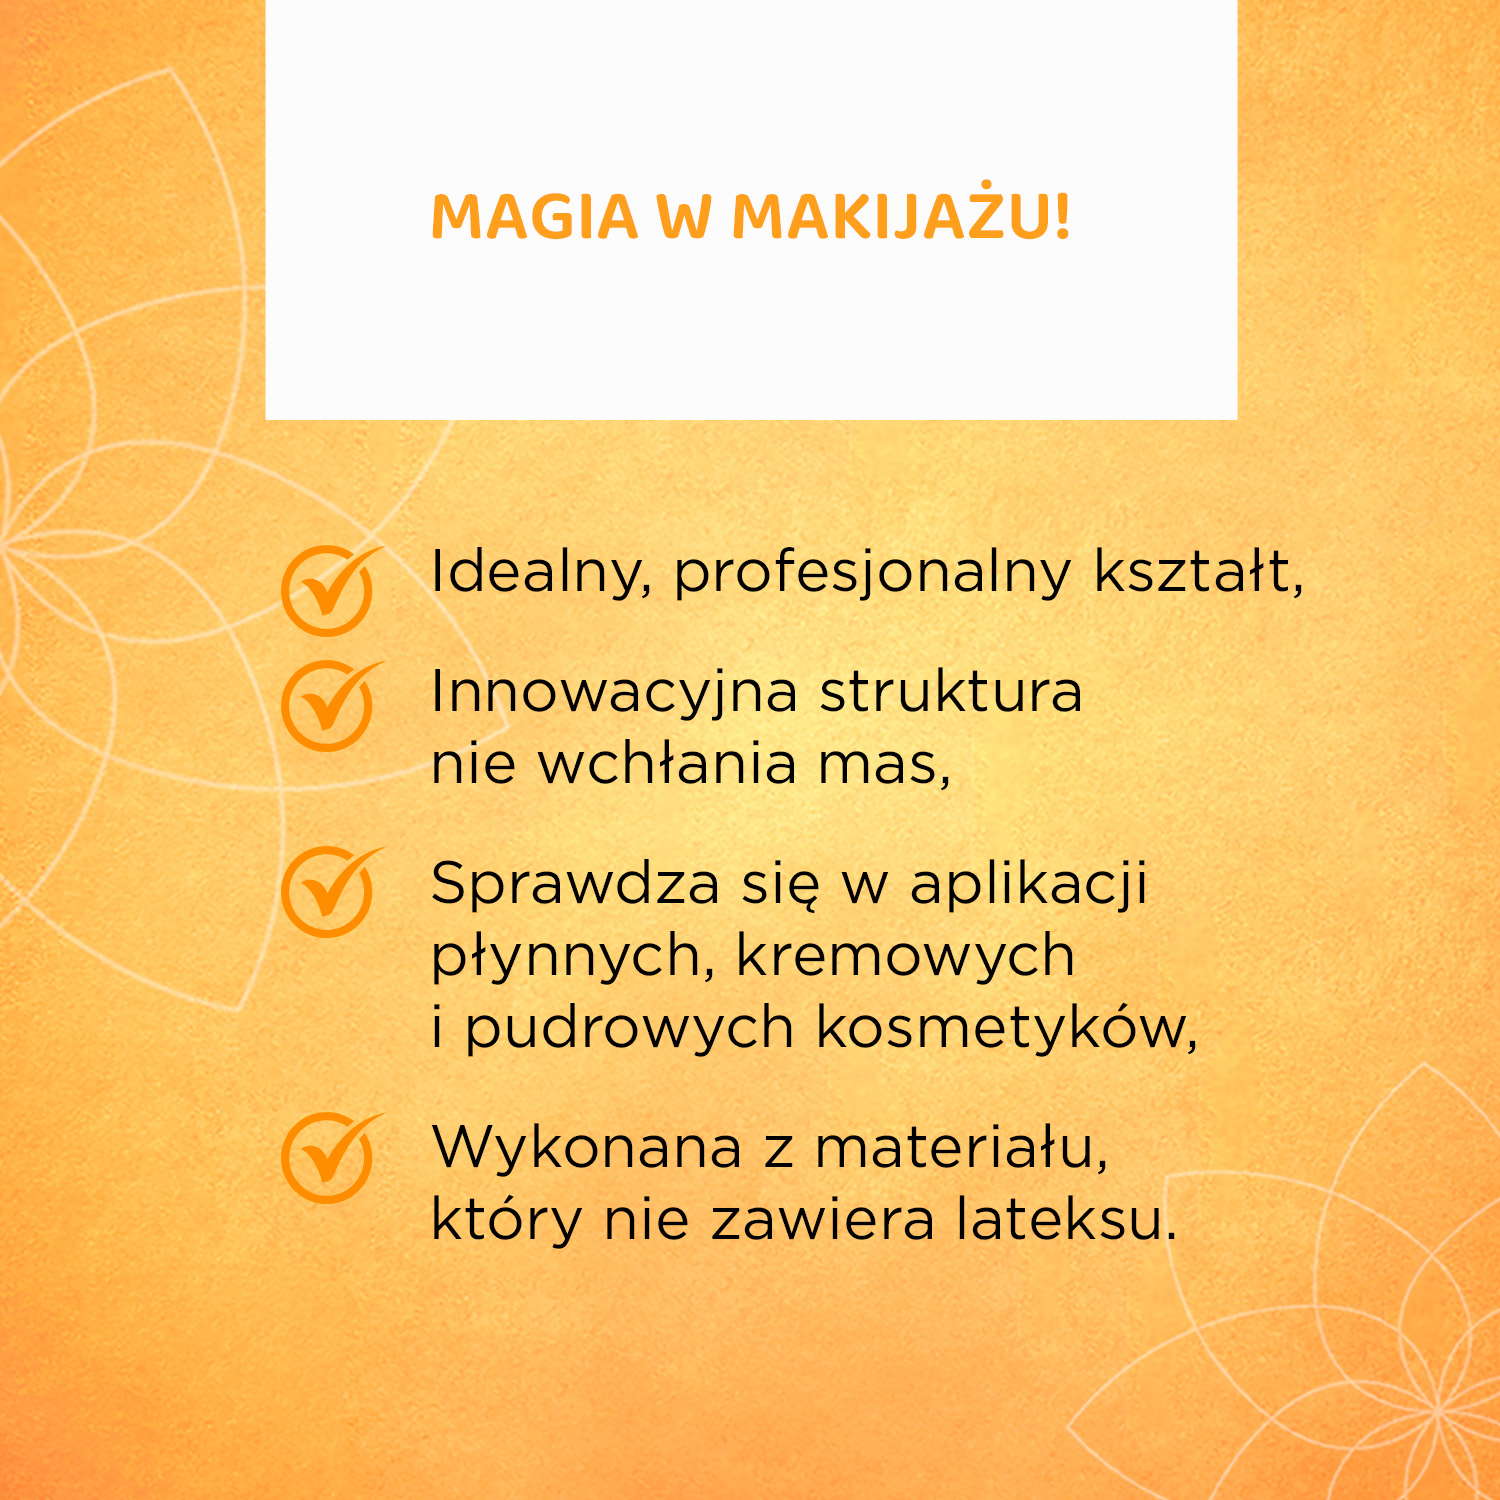 MAGIA W MAKIJAŻU!
Idealny, profesjonalny kształt,
Innowacyjna struktura
nie wchłania mas,
Sprawdza się w aplikacji
płynnych, kremowych
i pudrowych kosmetyków,
Wykonana z materiału,
który nie zawiera lateksu.